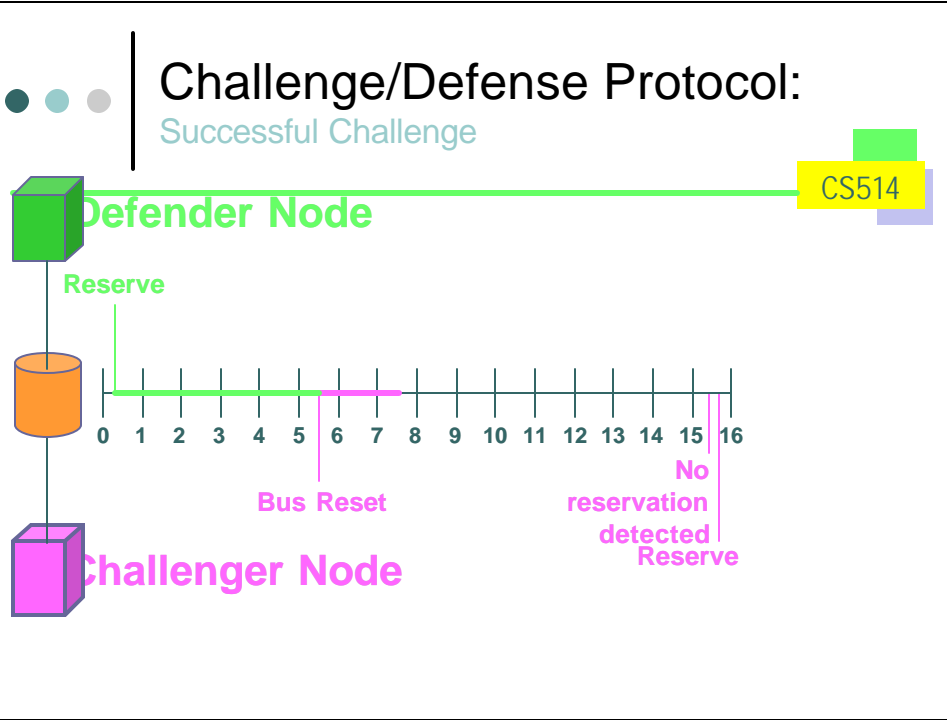 Challenge/Defense Protocol:
Successful Challenge
CS514
Defender Node
Reserve
0 1 2 3 4 5 6 7 8 9 10 11 12 13 14 15 16
Bus Reset
No
reservation
detected
Reserve
Challenger Node